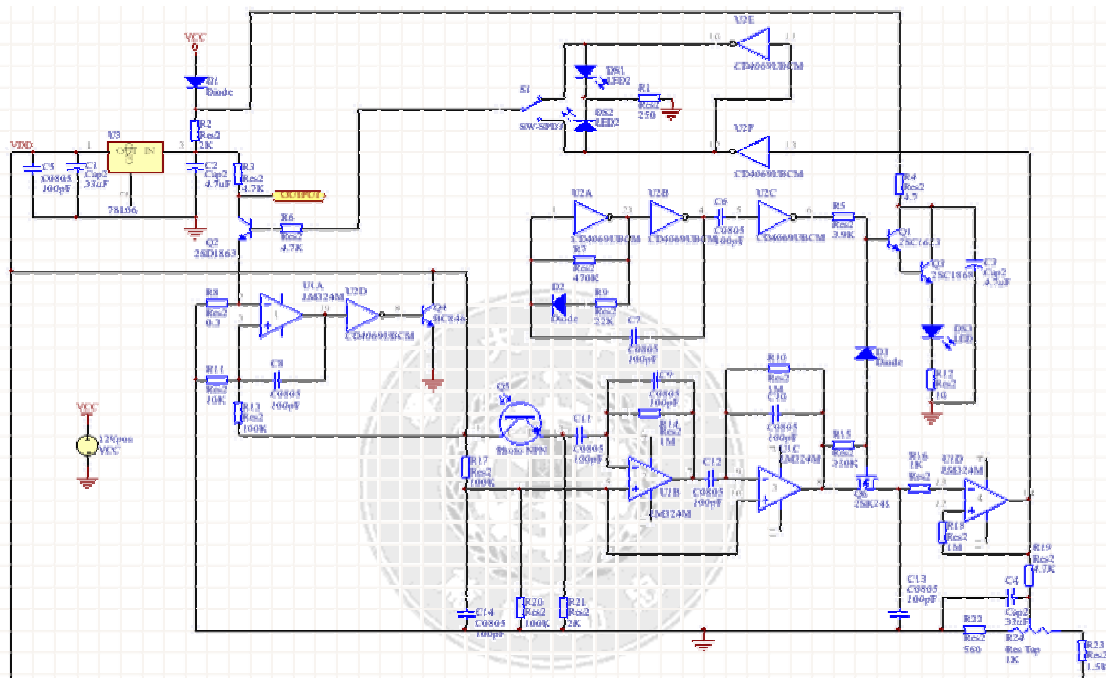 VCC
D1
Diode
R2
Res2
2K
VDD
U3
1
OUT IN
3
C5
C0805
100pF
C1
Cap2
33uF
78L06
C2
Cap2
4.7uF
R3
Res2
4.7K
OUTPUT
Q2
2SD1863
R6
Res2
4.7K
S1
SW-SPDT
DS1
LED2
DS2
LED2
R1
Res2
250
U2E
10
11
CD4069UBCM
U2F
CD4069UBCM
13
R4
Res2
4.7
U2A
1
CD4069UBCM
U2B
4
CD4069UBCM
C6
C0805
100pF
5
U2C
6
CD4069UBCM
R5
Res2
3.9K
R7
Res2
470K
D2
Diode
R9
Res2
22K
C7
C0805
100pF
Q1
Q3
C3
Cap2
4.7uF
DS3
LED
R12
Res2
10
D3
Diode
R8
Res2
U1A
LM324M
U2D
CD4069UBCM
Q4
R11
Res2
10K
C8
C0805
100pF
R13
Res2
100K
VCC
12Vpos
VCC
Q5
Photo NPN
C11
C0805
100pF
C9
C0805
100pF
R14
Res2
1M
U1B
LM324M
C12
C0805
100pF
R10
Res2
1M
C10
C0805
100pF
U1C
LM324M
R15
Res2
Q6
2SK245
R16
1K
Res2
U1D
LM324M
R18
Res2
1M
R17
Res2
100K
C14
C0805
100pF
R20
Res2
100K
R21
Res2
2K
C13
C0805
100pF
R19
Res2
4.7K
C4
Cap2
33uF
R22
Res2
560
R24
Res Tap
1K
R23
Res2